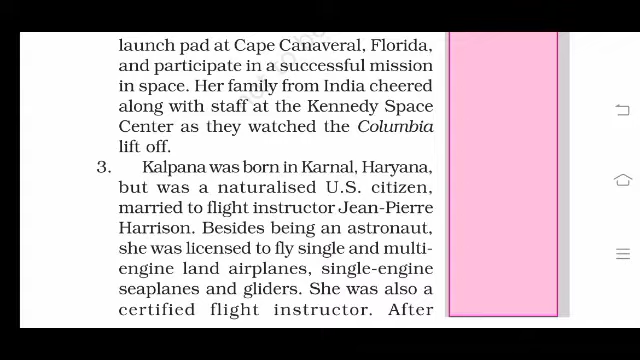 launch pad at Cape Canaveral, Florida,
and participate in a successful mission
in space. Her family from India cheered
along with staff at the Kennedy Space
Center as they watched the Columbia
lift off.
3. Kalpana was born in Karnal, Haryana,
but was a naturalised U.S. citizen,
married to flight instructor Jean-Pierre
Harrison. Besides being an astronaut,
she was licensed to fly single and multi-
engine land airplanes, single-engine
seaplanes and gliders. She was also a
certified flight instructor. After